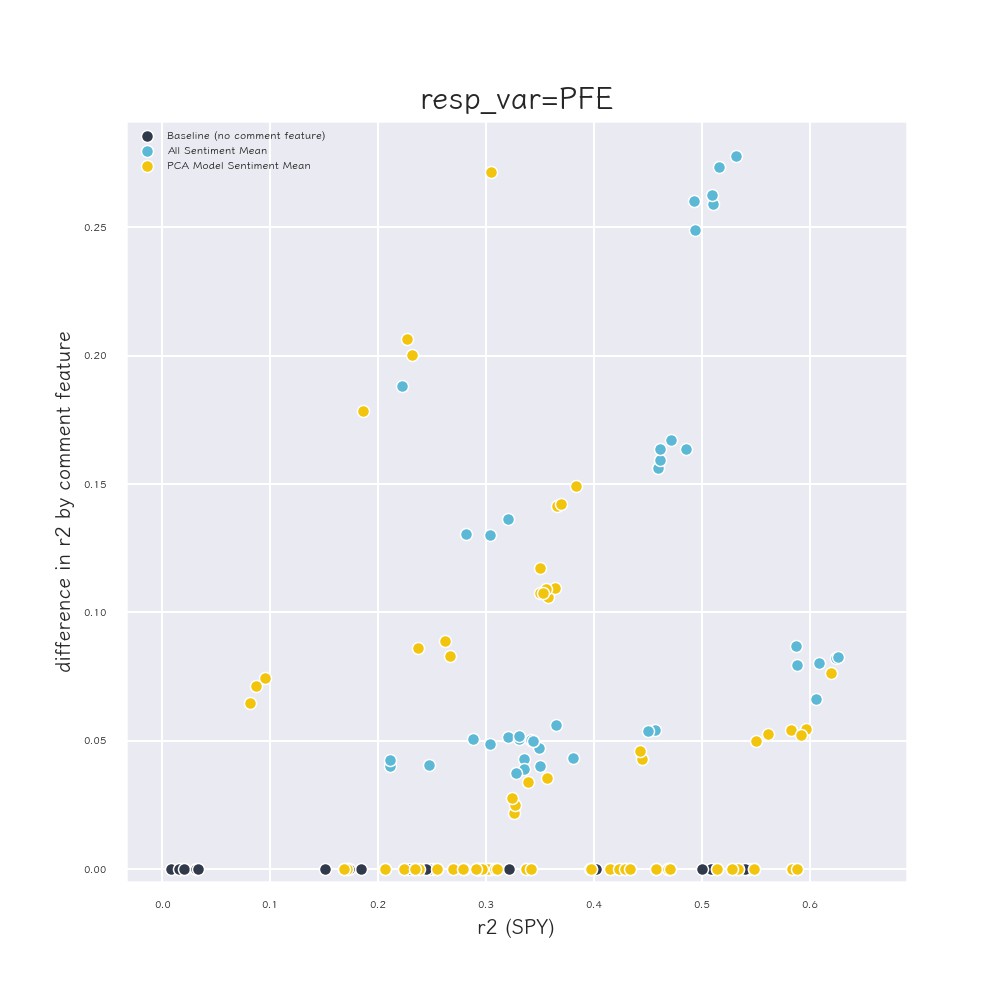 resp_var=PFE
Baseline (no comment feature)
All Sentiment Mean
PCA Model Sentiment Mean
difference in r2 by comment feature
0.25
0.20
0.15
0.10
0.05
0.00
0.0 0.1 0.2 0.3 0.4 0.5 0.6
r2 (SPY)